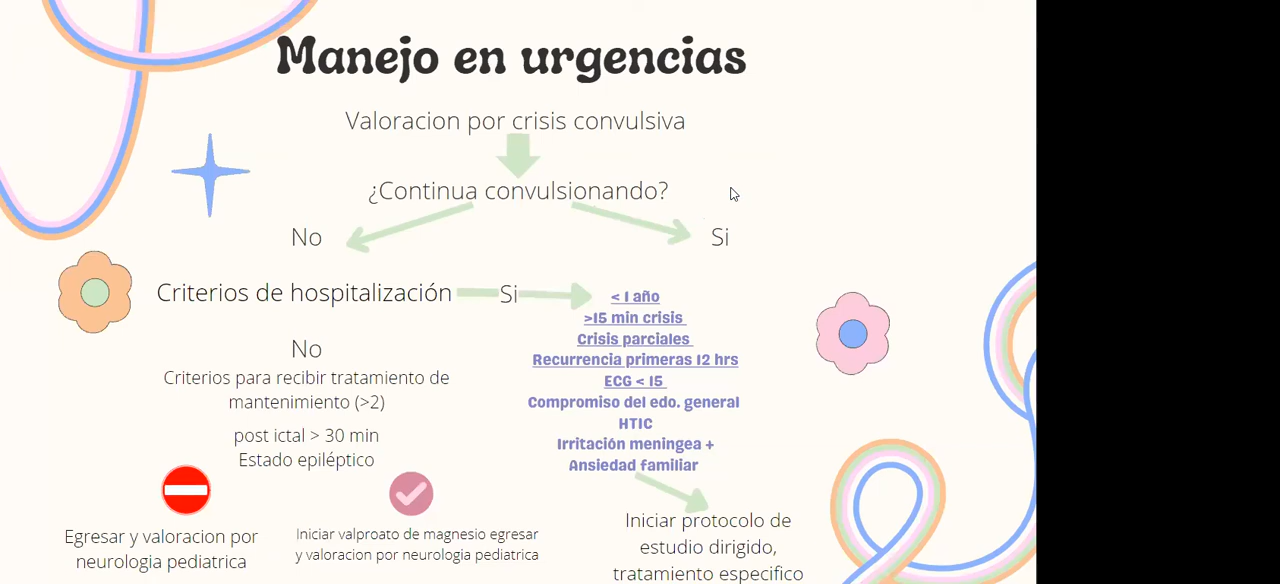 Manejo en urgencias
Valoracion por crisis convulsiva
¿Continua convulsionando?
No
Si
Criterios de hospitalización
Si
< 1 año
>15 min crisis
Crisis parciales
Recurrencia primeras 12 hrs
ECG < 15
Compromiso del edo. general
HTIC
Irritación meningea +
Ansiedad familiar
No
Criterios para recibir tratamiento de
mantenimiento (>2)
post ictal > 30 min
Estado epiléptico
Egresar y valoracion por
neurologia pediatrica
Iniciar valproato de magnesio egresar
y valoracion por neurologia pediatrica
Iniciar protocolo de
estudio dirigido,
tratamiento especifico